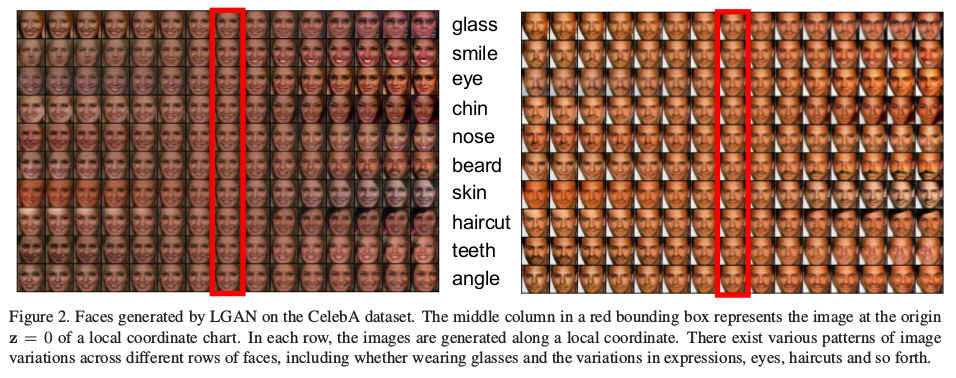 glass
smile
eye
chin
nose
beard
skin
haircut
teeth
angle
Figure 2. Faces generated by LGAN on the CelebA dataset. The middle column in a red bounding box represents the image at the origin
z = 0 of a local coordinate chart. In each row, the images are generated along a local coordinate. There exist various patterns of image
variations across different rows of faces, including whether wearing glasses and the variations in expressions, eyes, haircuts and so forth.